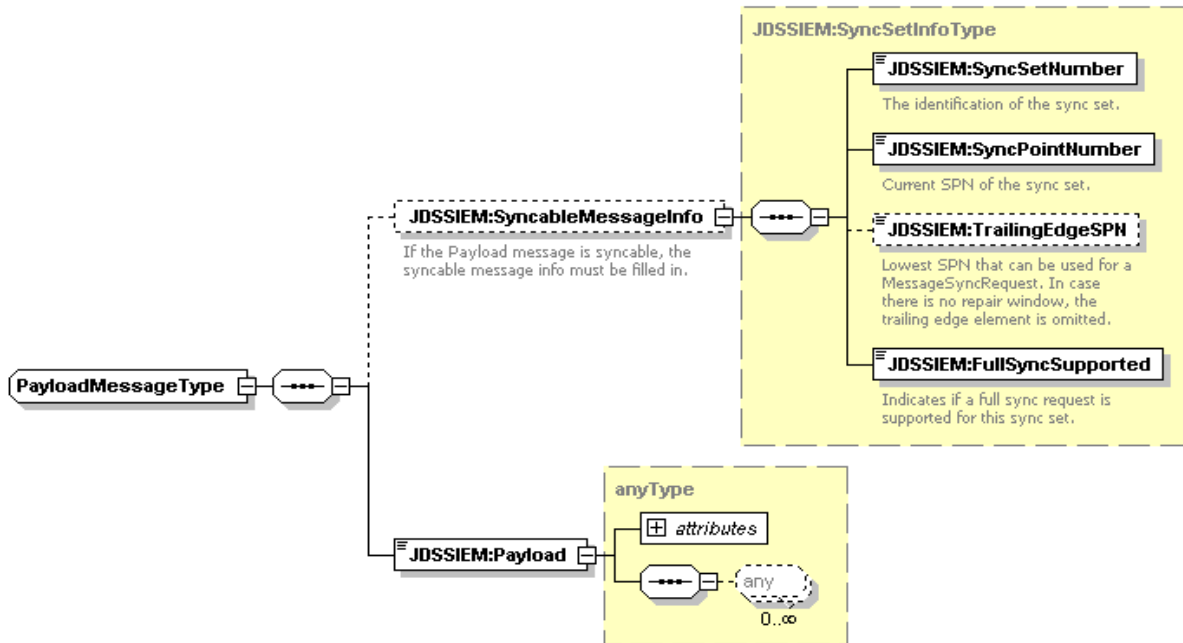 JDSSIEM:SyncSetInfoType
JDSSIEM:SyncSetNumber
The identification of the sync set.
JDSSIEM:SyncPointNumber
Current SPN of the sync set.
JDSSIEM:SyncableMessageInfo
If the Payload message is syncable, the
syncable message info must be filled in.
JDSSIEM:TrailingEdgeSPN
Lowest SPN that can be used for a
MessageSyncRequest. In case
there is no repair window, the
trailing edge element is omitted.
JDSSIEM:FullSyncSupported
Indicates if a full sync request is
supported for this sync set.
PayloadMessageType
anyType
attributes
JDSSIEM:Payload
any
0..∞